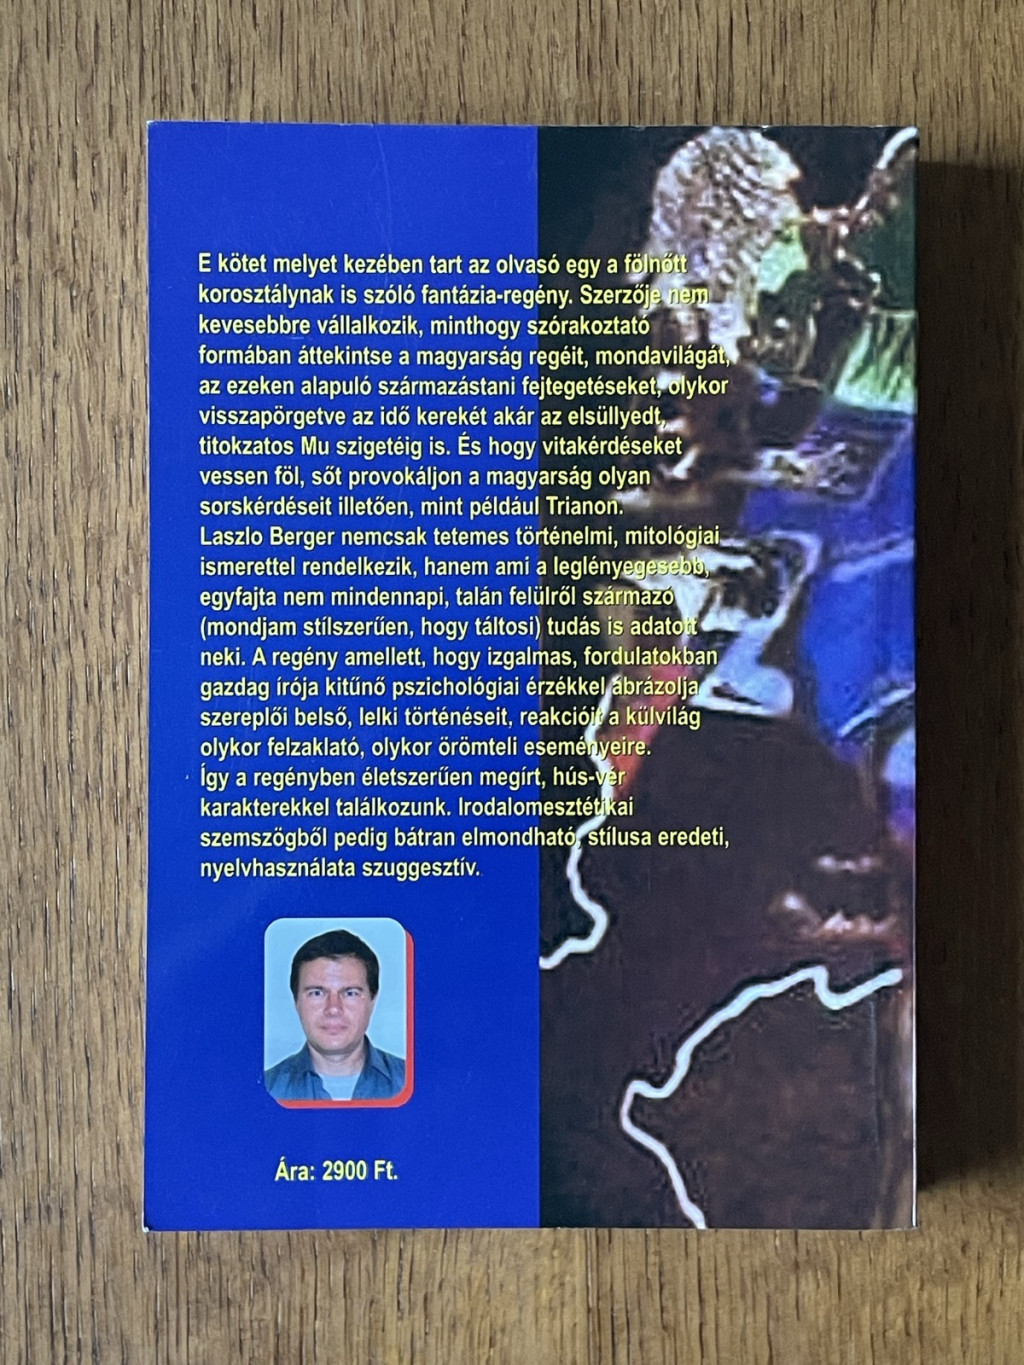 E kötet melyet kezében tart az olvasó egy a fölnőtt
korosztálynak is szóló fantázia-regény. Szerzője nem
kevesebbre vállalkozik, minthogy szórakoztató
formában áttekintse a magyarság regéit, mondavilágát,
az ezeken alapuló származástani fejtegetéseket, olykor
visszapörgetve az idő kerekét akár az elsüllyedt,
titokzatos Mu szigetéig is. És hogy vitakérdéseket
vessen föl, sőt provokáljon a magyarság olyan
sorskérdéseit illetően, mint például Trianon.
Laszlo Berger nemcsak tetemes történelmi, mitológiai
ismerettel rendelkezik, hanem ami a leglényegesebb,
egyfajta nem mindennapi, talán felülről származó
(mondjam stílszerűen, hogy táltosi) tudás is adatott
neki. A regény amellett, hogy izgalmas, fordulatokban
gazdag írója kitűnő pszichológiai érzékkel ábrázolja
szereplői belső, lelki történéseit, reakcióit a külvilág
olykor felzaklató, olykor örömteli eseményeire.
Így a regényben életszerűen megírt, hús-vér
karakterekkel találkozunk. Irodalomesztétikai
szemszögből pedig bátran elmondható, stílusa eredeti,
nyelvhasználata szuggesztív.
Ára: 2900 Ft.